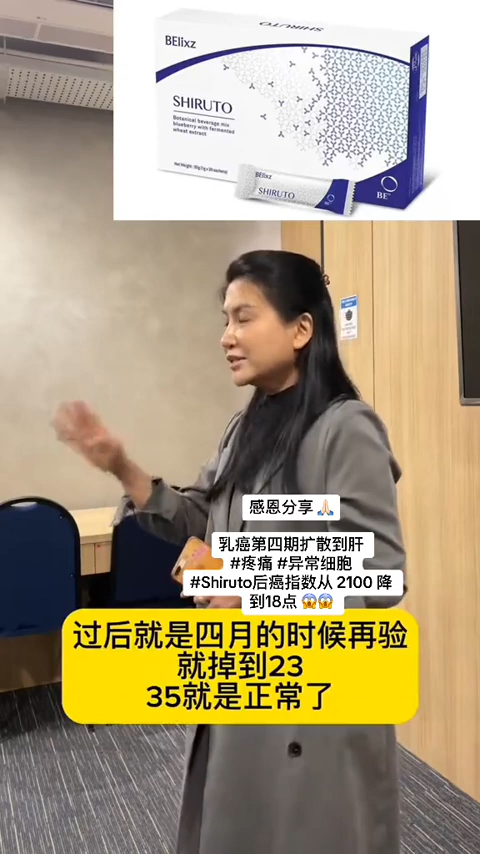 SHIRUTO
BElixz
SHIRUTO
Botanical beverage mix
blueberry with fermented
wheat extract
BElixz
SHIRUTO
BE
感恩分享🙏🏻
乳癌第四期扩散到肝
#疼痛 #异常细胞
#Shiruto后癌指数从 2100 降
到18点 😱😱
过后就是四月的时候再验
就掉到23
35就是正常了